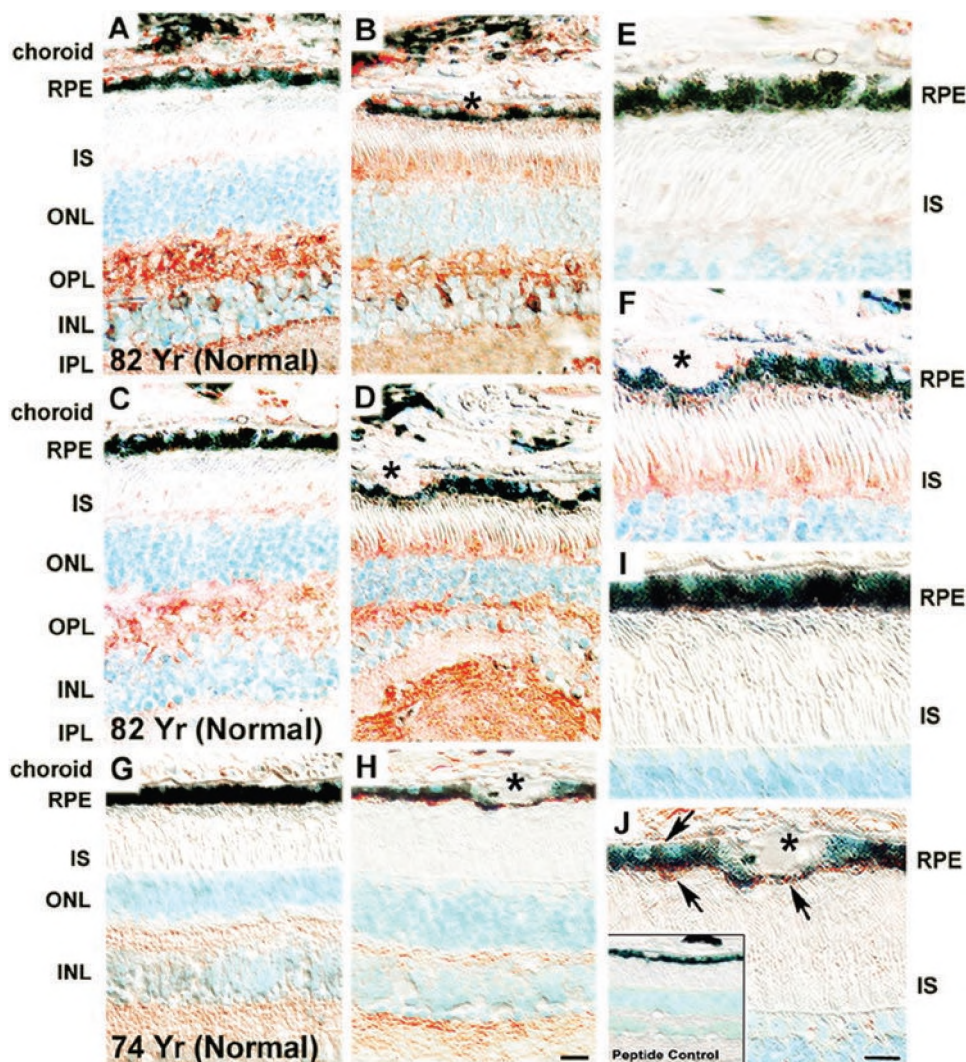 A
B
E
choroid
RPE
RPE
*
IS
IS
ONL
OPL
F
*
INL
RPE
IPL
82 Yr (Normal)
C
D
choroid
RPE
*
IS
IS
ONL
I
RPE
OPL
INL
IS
IPL
82 Yr (Normal)
G
H
choroid
*
RPE
J
*
RPE
IS
ONL
INL
IS
74 Yr (Normal)
Peptide Control